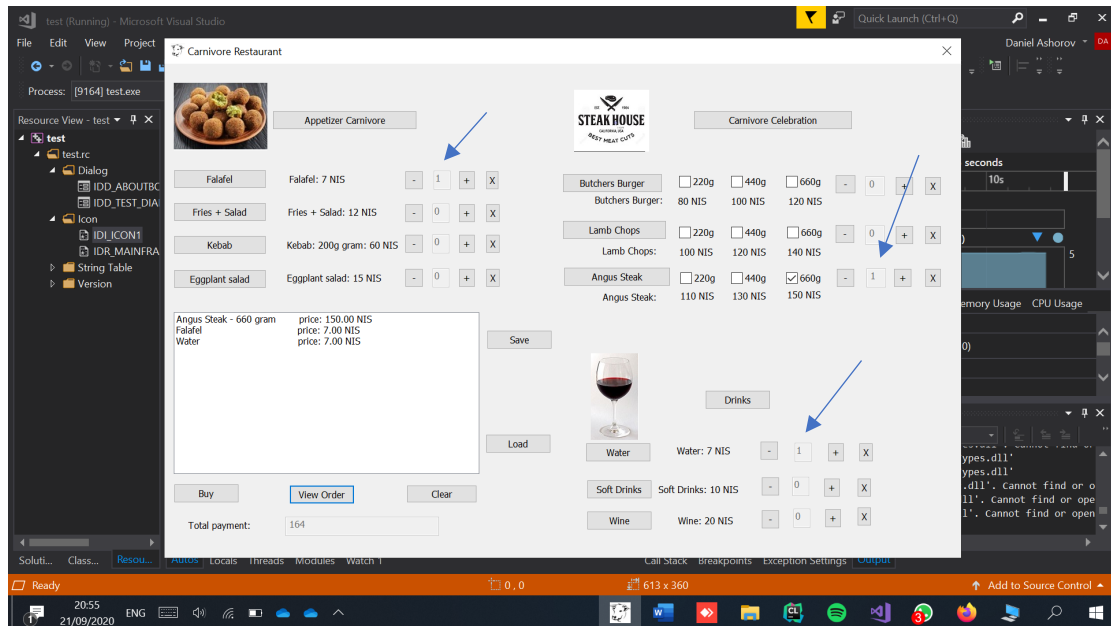 test (Running) - Microsoft Visual Studio
Quick Launch (Ctrl+Q)
File Edit View Project
Daniel Ashorov
DA
Process: [9164] test.exe
Resource View - test
test
test.rc
Dialog
IDD_ABOUTBO
IDD_TEST_DIA
Icon
IDI_ICON1
IDR_MAINFRA
String Table
Version
Carnivore Restaurant
Appetizer Carnivore
Falafel Falafel: 7 NIS - 1 + X
Fries + Salad Fries + Salad: 12 NIS - 0 + X
Kebab Kebab: 200g gram: 60 NIS - 0 + X
Eggplant salad Eggplant salad: 15 NIS - 0 + X
STEAK HOUSE
BEST MEAT CUTS
Carnivore Celebration
Butchers Burger 220g 440g 660g - 0 + X
Butchers Burger: 80 NIS 100 NIS 120 NIS
Lamb Chops 220g 440g 660g - 0 + X
Lamb Chops: 100 NIS 120 NIS 140 NIS
Angus Steak 220g 440g 660g - 1 + X
Angus Steak: 110 NIS 130 NIS 150 NIS
Angus Steak - 660 gram price: 150.00 NIS
Falafel price: 7.00 NIS
Water price: 7.00 NIS
Save
Load
Drinks
Water Water: 7 NIS - 1 + X
Soft Drinks Soft Drinks: 10 NIS - 0 + X
Wine Wine: 20 NIS - 0 + X
Buy View Order Clear
Total payment: 164
seconds
10s
5
emory Usage CPU Usage
0)
ypes.dll'
ypes.dll'
.dll'. Cannot find or o
ll'. Cannot find or ope
l'. Cannot find or open
Soluti... Class... Resou... Autos Locals Threads Modules Watch 1
Call Stack Breakpoints Exception Settings Output
Ready 0 , 0 613 x 360 Add to Source Control
20:55
21/09/2020
ENG
1
3